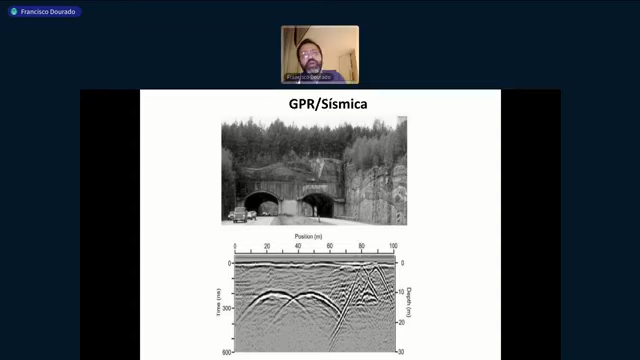 Francisco Dourado
Francisco Dourado
GPR/Sísmica
Position (m)
0 20 40 60 80 100
0
300
600
Time (ns)
0
10
20
30
Depth (m)